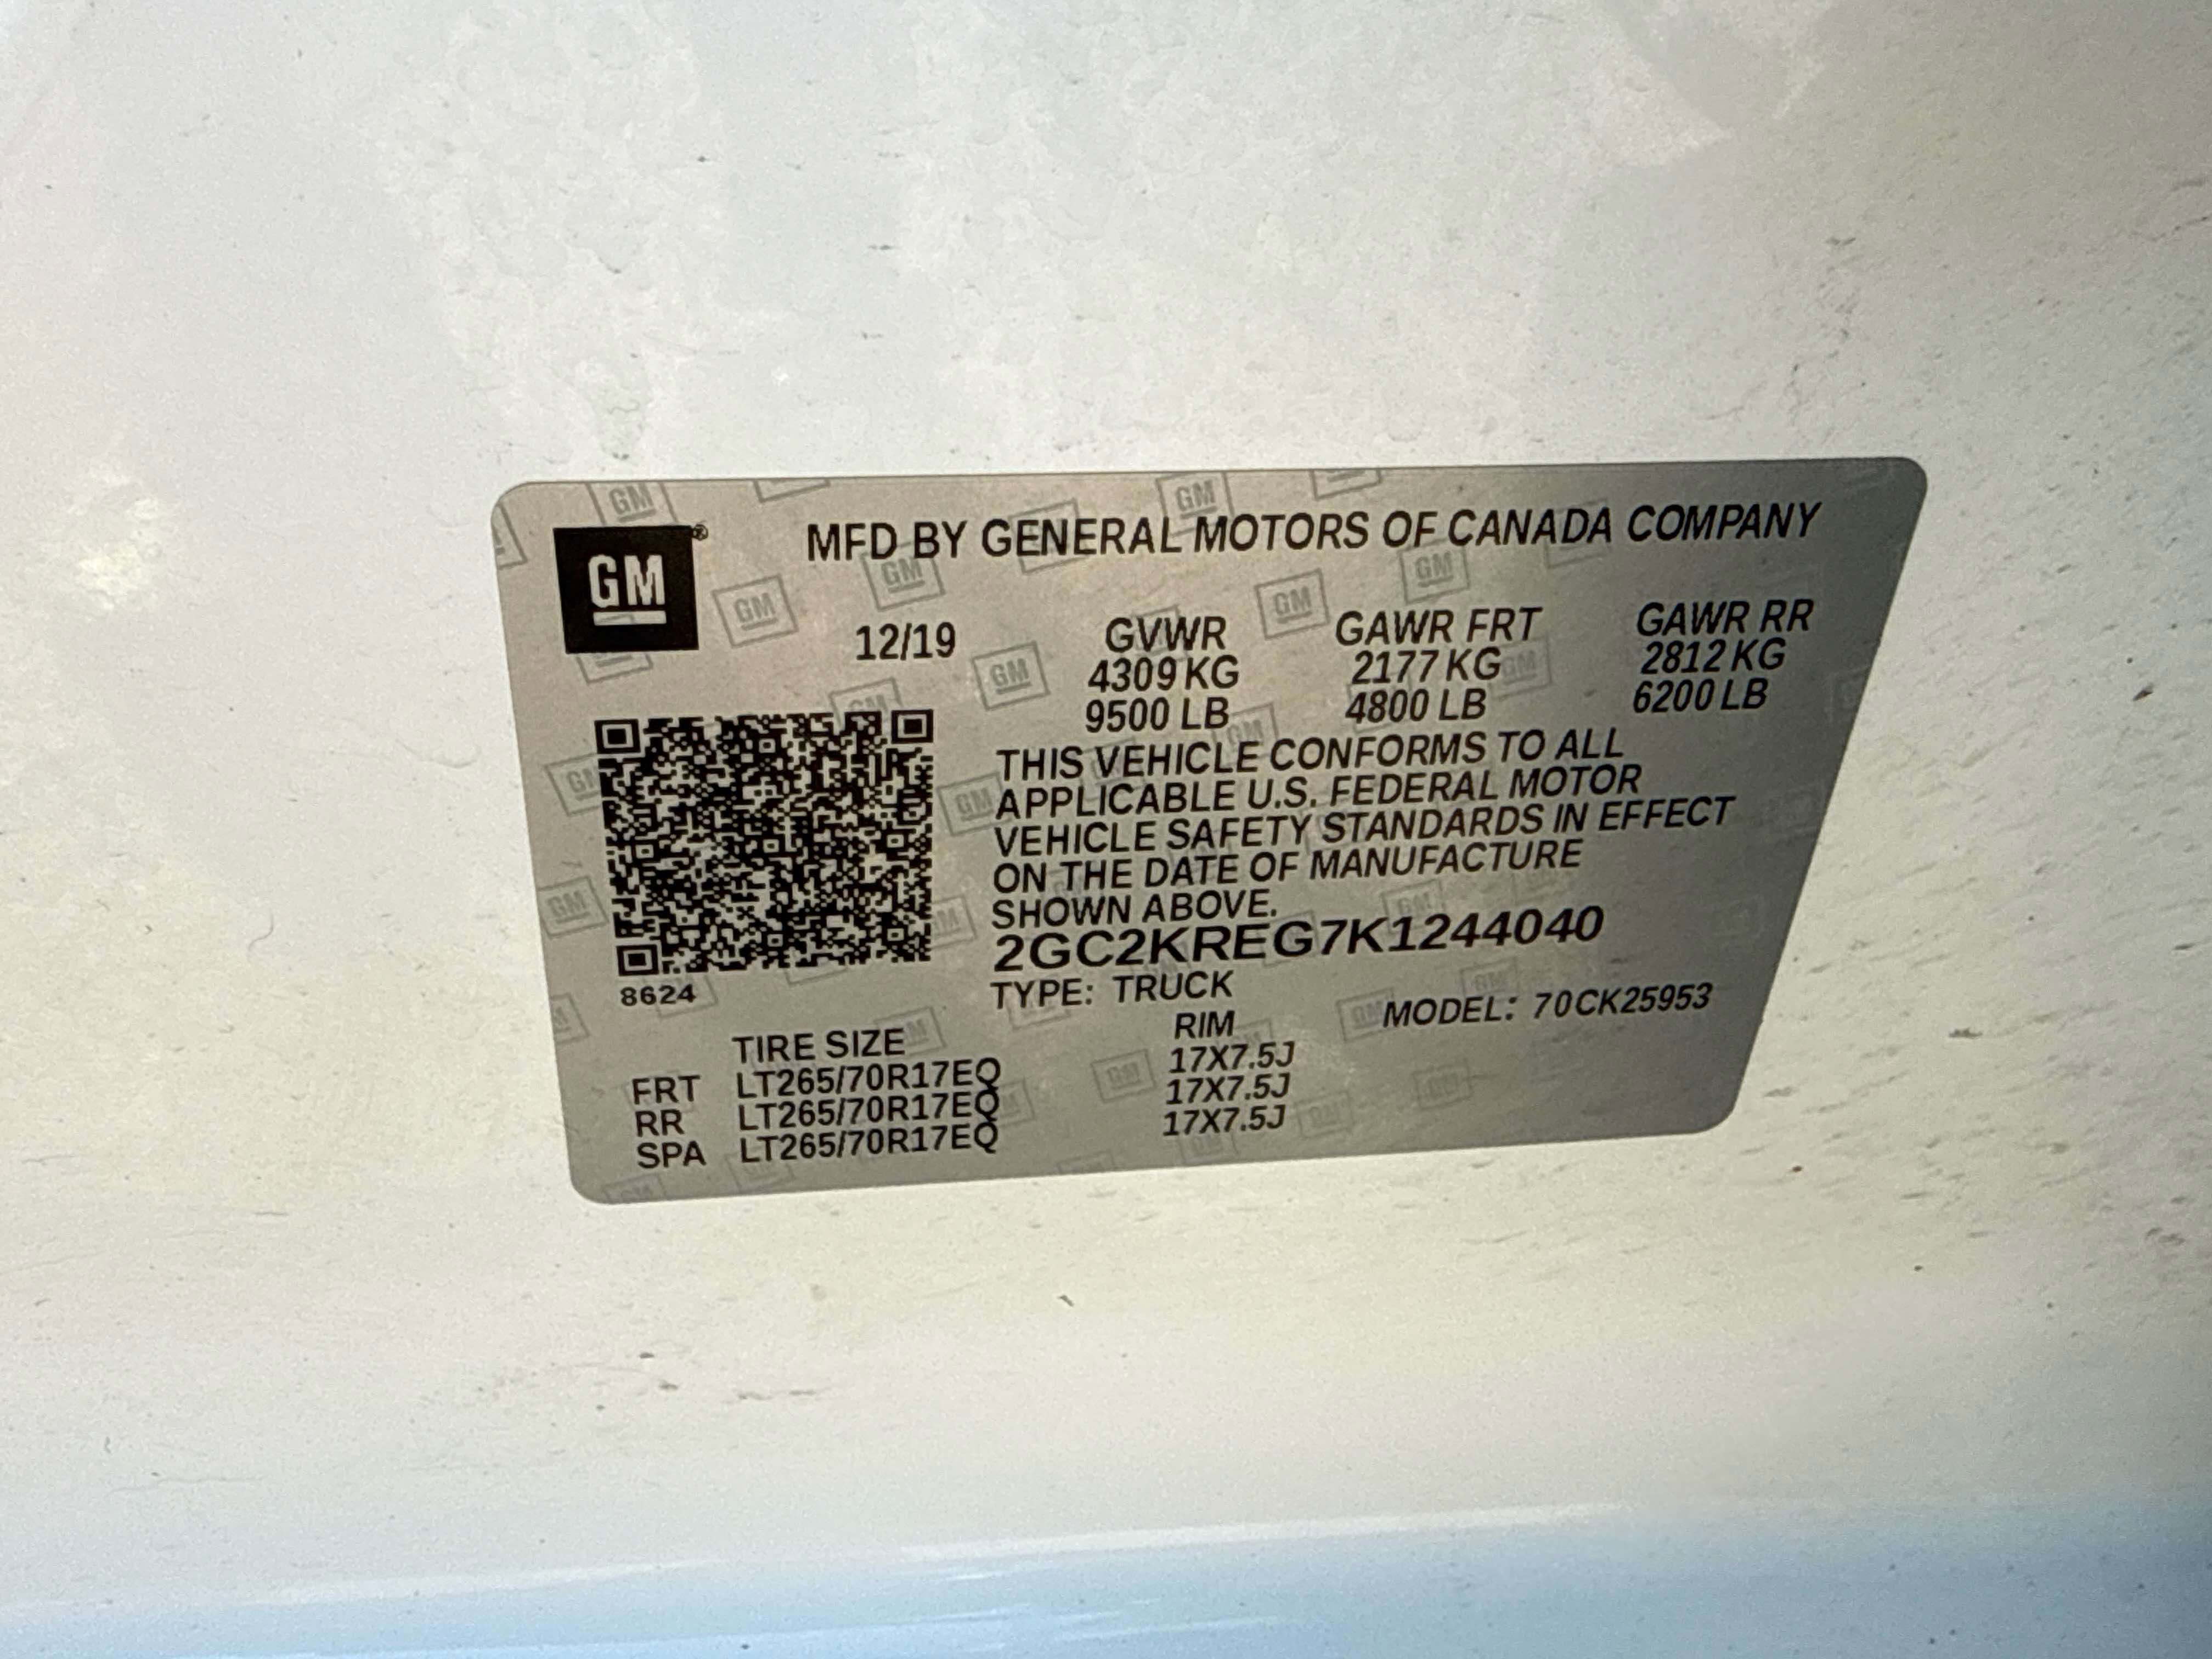 GM®
MFD BY GENERAL MOTORS OF CANADA COMPANY
12/19 GVWR GAWR FRT GAWR RR
4309 KG 2177 KG 2812 KG
9500 LB 4800 LB 6200 LB
THIS VEHICLE CONFORMS TO ALL
APPLICABLE U.S. FEDERAL MOTOR
VEHICLE SAFETY STANDARDS IN EFFECT
ON THE DATE OF MANUFACTURE
SHOWN ABOVE.
2GC2KREG7K1244040
8624
TYPE: TRUCK MODEL: 70CK25953
TIRE SIZE RIM
FRT LT265/70R17EQ 17X7.5J
RR LT265/70R17EQ 17X7.5J
SPA LT265/70R17EQ 17X7.5J